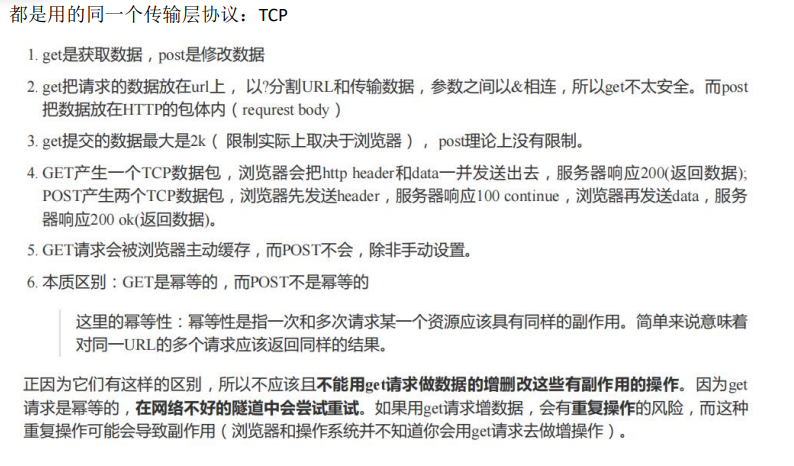 都是用的同一个传输层协议：TCP
1. get是获取数据，post是修改数据
2. get把请求的数据放在url上， 以?分割URL和传输数据，参数之间以&相连，所以get不太安全。而post
把数据放在HTTP的包体内（requrest body）
3. get提交的数据最大是2k（ 限制实际上取决于浏览器）， post理论上没有限制。
4. GET产生一个TCP数据包，浏览器会把http header和data一并发送出去，服务器响应200(返回数据);
POST产生两个TCP数据包，浏览器先发送header，服务器响应100 continue，浏览器再发送data，服务
器响应200 ok(返回数据)。
5. GET请求会被浏览器主动缓存，而POST不会，除非手动设置。
6. 本质区别：GET是幂等的，而POST不是幂等的
这里的幂等性：幂等性是指一次和多次请求某一个资源应该具有同样的副作用。简单来说意味着
对同一URL的多个请求应该返回同样的结果。
正因为它们有这样的区别，所以不应该且不能用get请求做数据的增删改这些有副作用的操作。因为get
请求是幂等的，在网络不好的隧道中会尝试重试。如果用get请求增数据，会有重复操作的风险，而这种
重复操作可能会导致副作用（浏览器和操作系统并不知道你会用get请求去做增操作）。